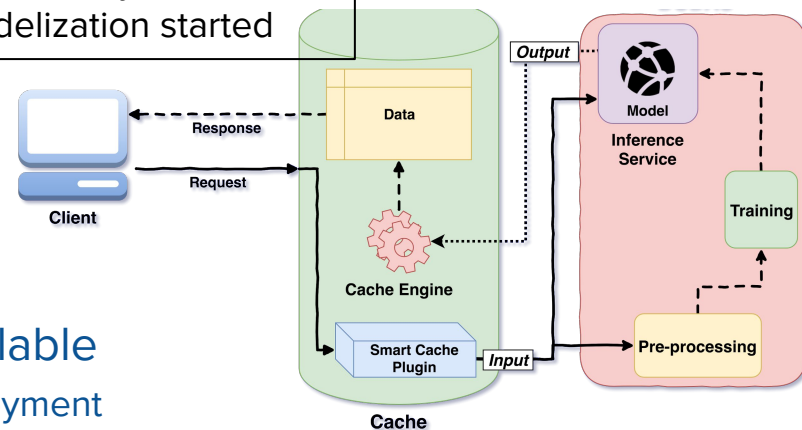 delization started
Output
Data
Model
Response
Inference
Service
Request
Training
Client
Cache Engine
lable
Smart Cache
Plugin
Input
Pre-processing
yment
Cache